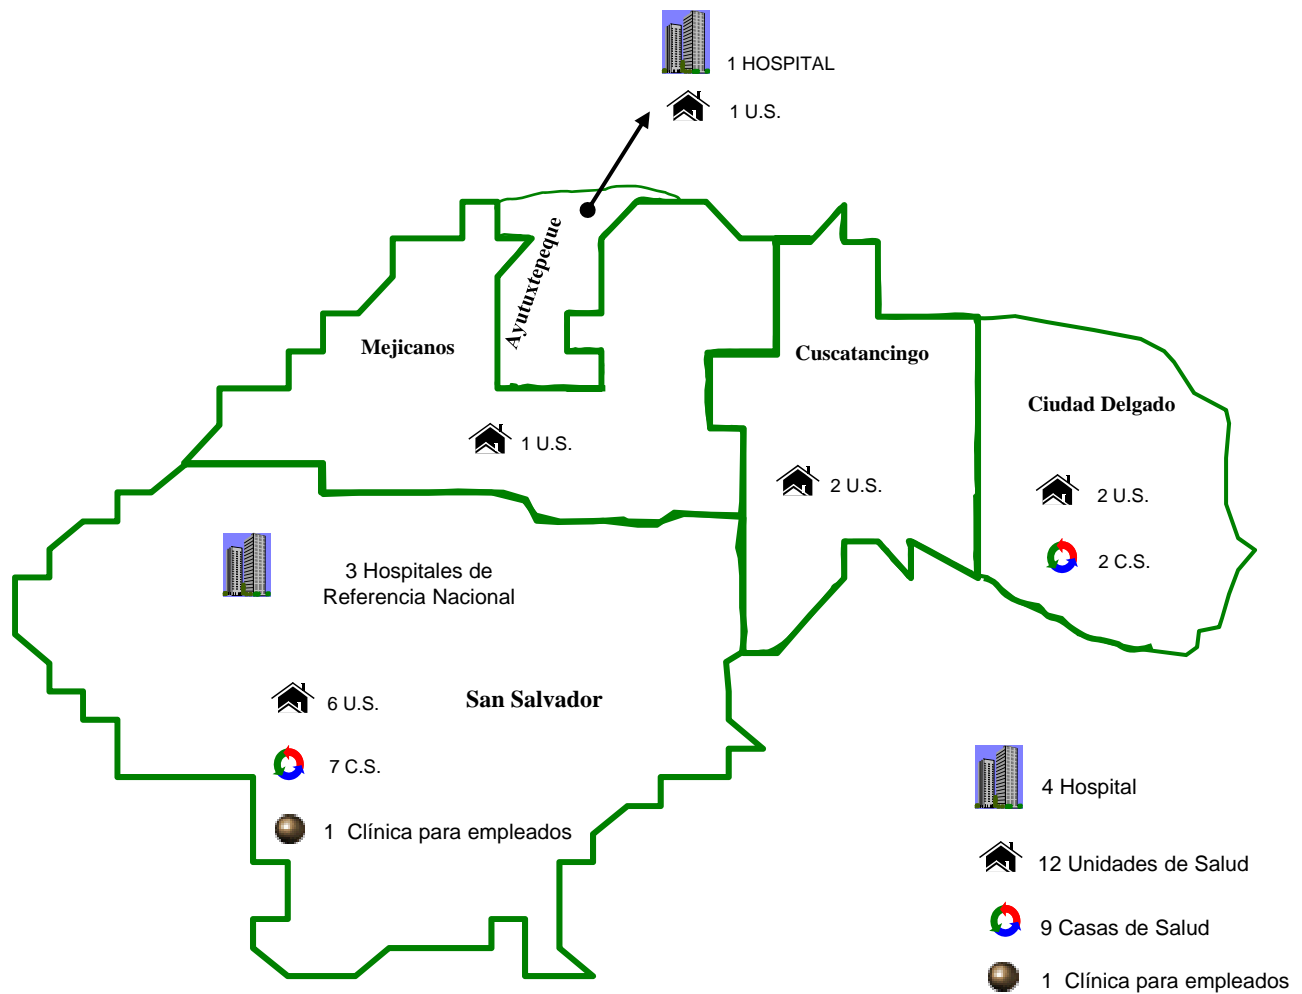 1 HOSPITAL
1 U.S.
Ayutuxtepeque
Mejicanos
1 U.S.
Cuscatancingo
2 U.S.
Ciudad Delgado
2 U.S.
2 C.S.
3 Hospitales de
Referencia Nacional
6 U.S.
San Salvador
7 C.S.
1 Clínica para empleados
4 Hospital
12 Unidades de Salud
9 Casas de Salud
1 Clínica para empleados